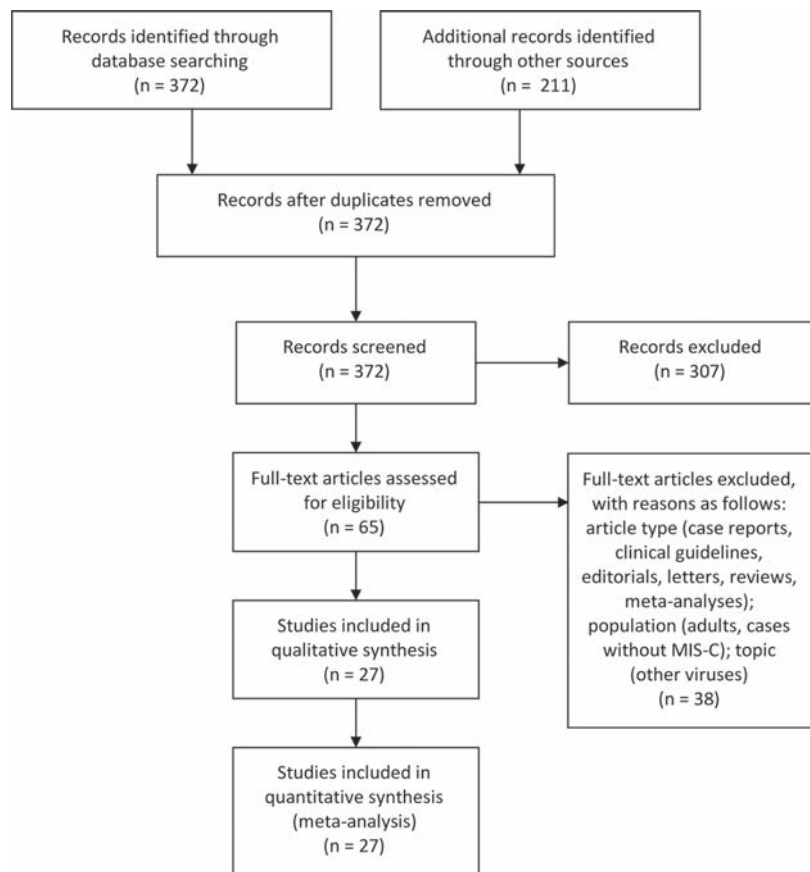 Records identified through
database searching
(n = 372)
Additional records identified
through other sources
(n = 211)
Records after duplicates removed
(n = 372)
Records screened
(n = 372)
Records excluded
(n = 307)
Full-text articles assessed
for eligibility
(n = 65)
Full-text articles excluded,
with reasons as follows:
article type (case reports,
clinical guidelines,
editorials, letters, reviews,
meta-analyses);
population (adults, cases
without MIS-C); topic
(other viruses)
(n = 38)
Studies included in
qualitative synthesis
(n = 27)
Studies included in
quantitative synthesis
(meta-analysis)
(n = 27)